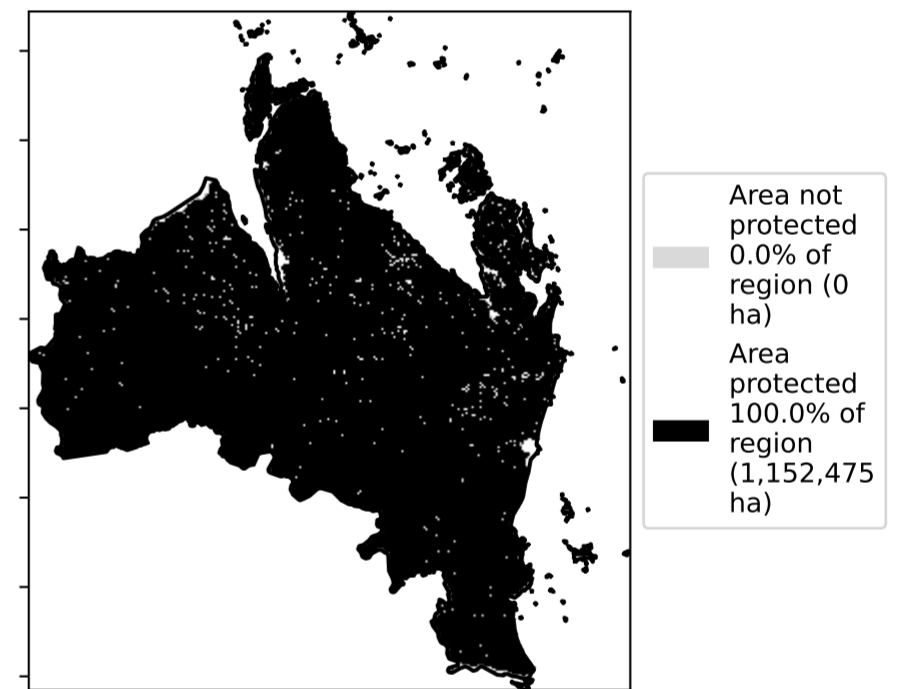 Area not
protected
0.0% of
region (0
ha)
Area
protected
100.0% of
region
(1,152,475
ha)